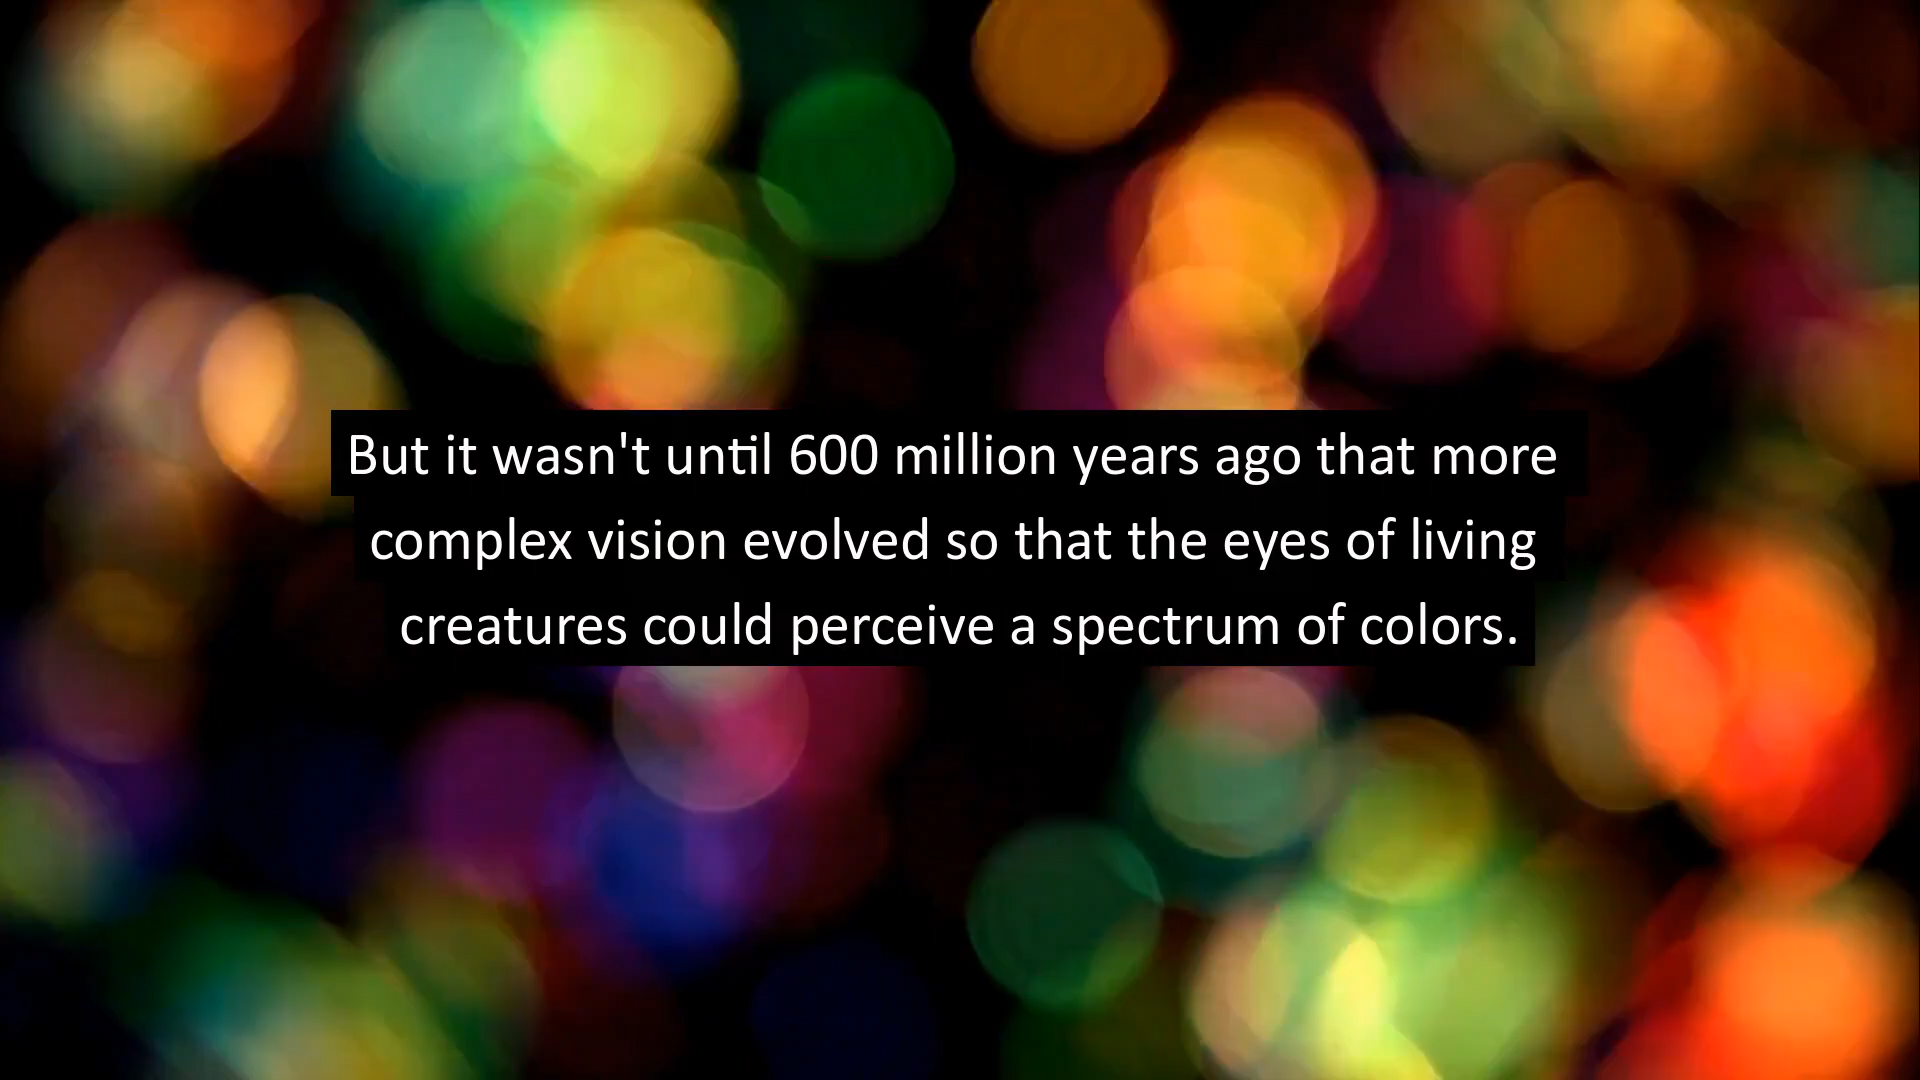 But it wasn't until 600 million years ago that more
complex vision evolved so that the eyes of living
creatures could perceive a spectrum of colors.